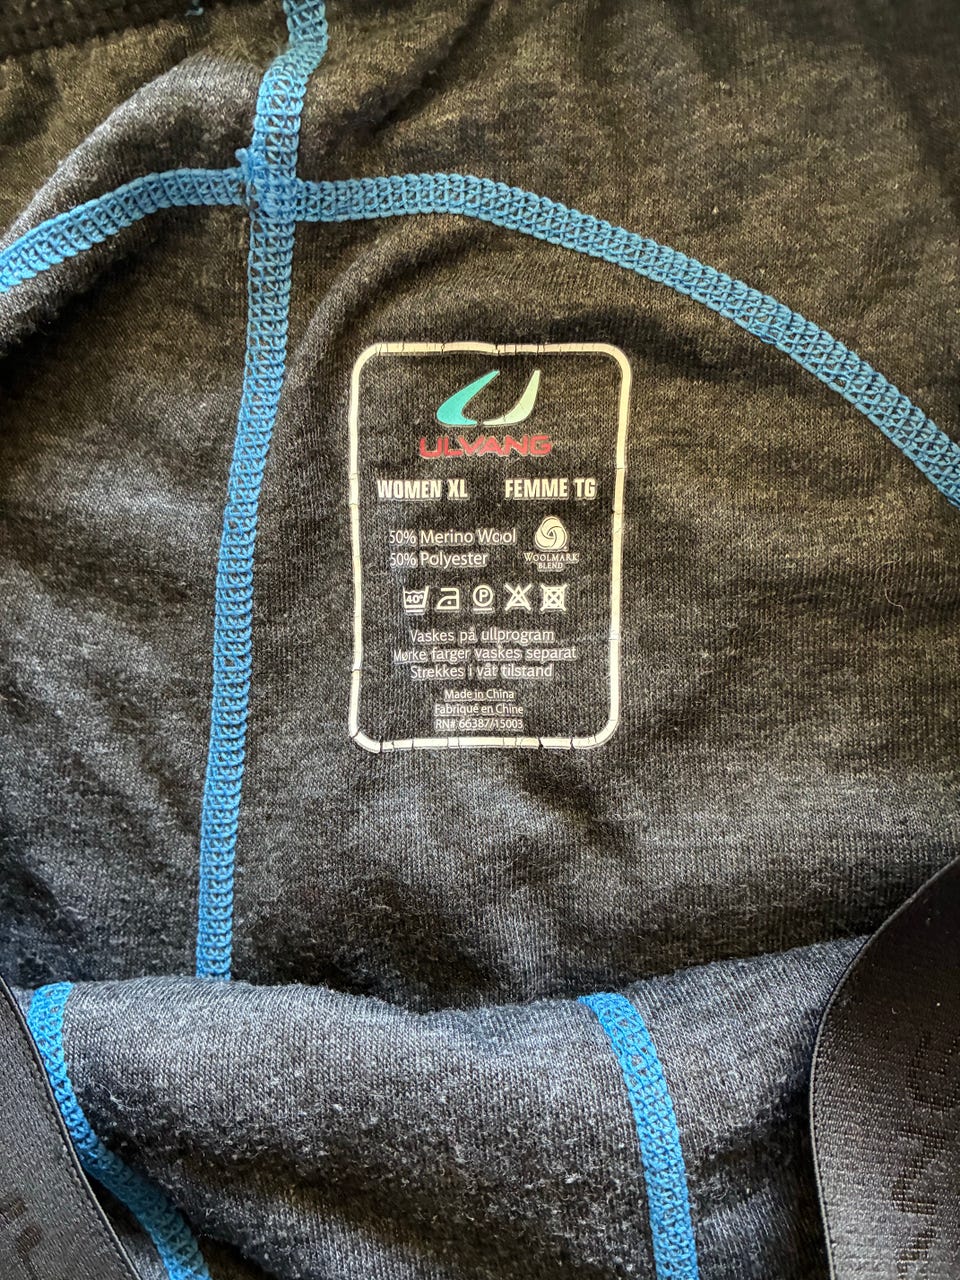 ULVANG
WOMEN XL FEMME TG
50% Merino Wool
50% Polyester
WOOLMARK
BLEND
40°
P
Vaskes på ullprogram
Mørke farger vaskes separat
Strekkes i våt tilstand
Made in China
Fabriqué en Chine
RN# 66387/15003